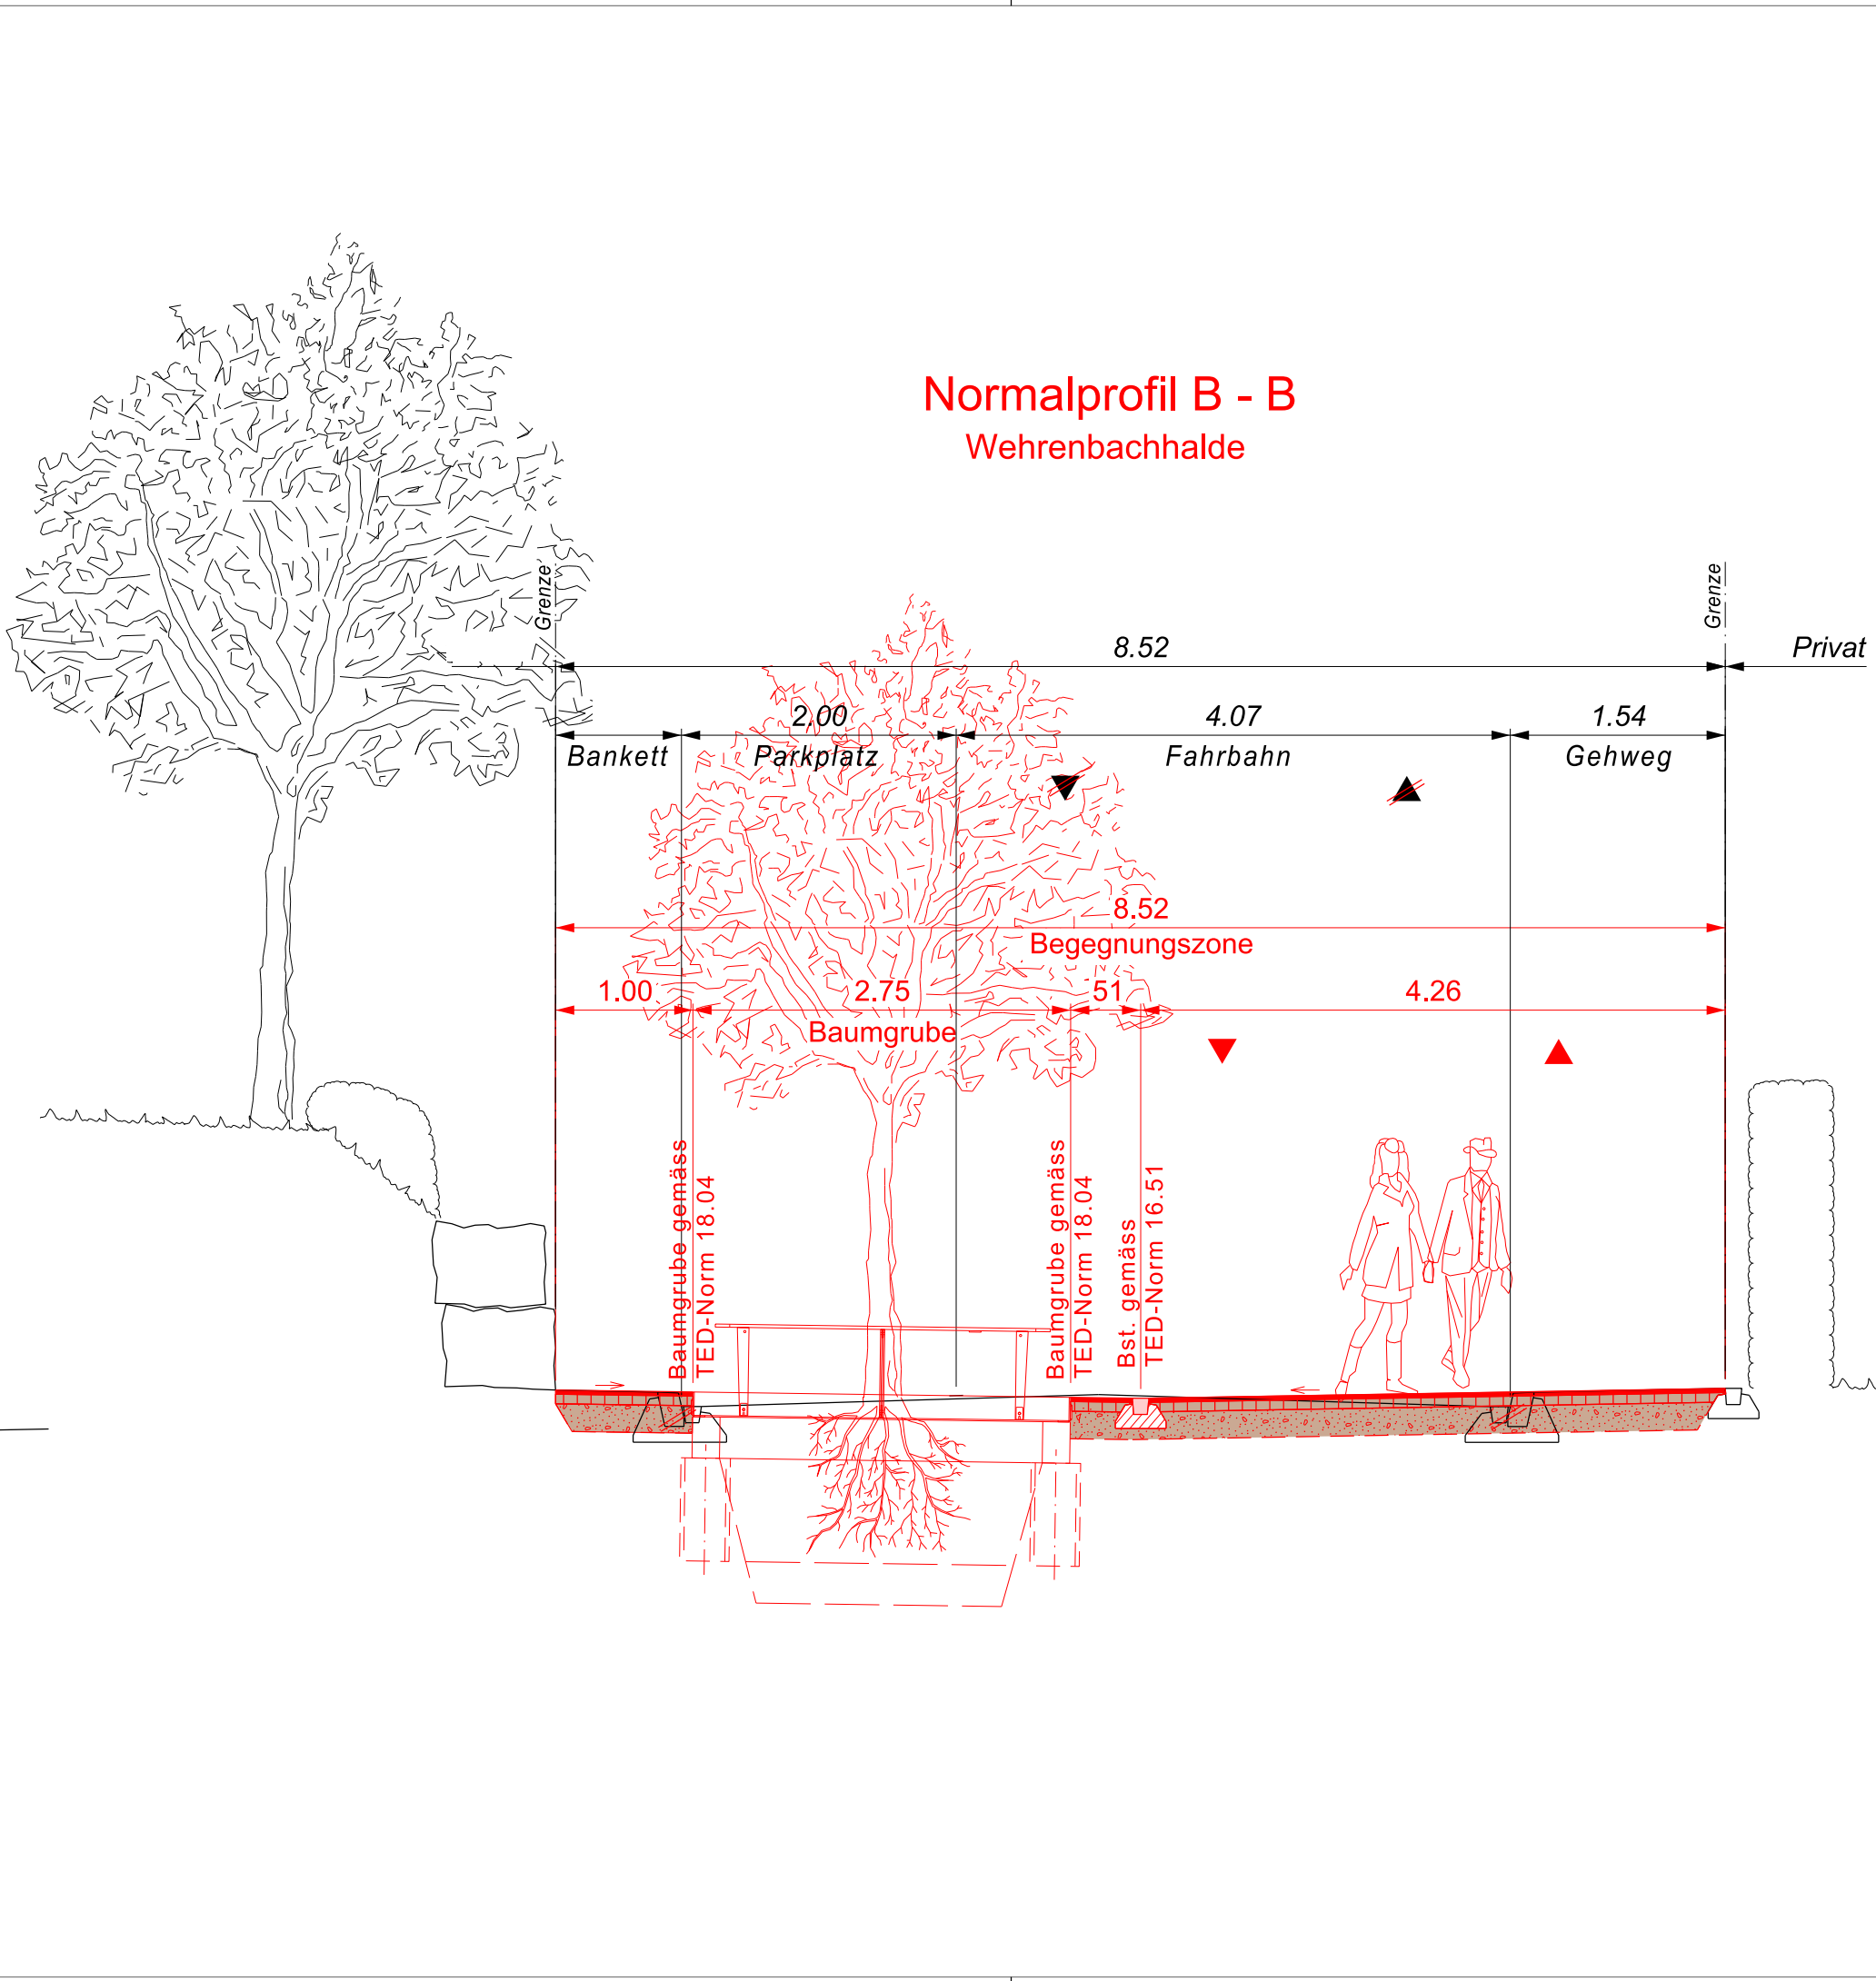 Normalprofil B - B
Wehrenbachhalde
Grenze
Grenze
8.52
Privat
2.00
4.07
1.54
Bankett
Parkplatz
Fahrbahn
Gehweg
8.52
Begegnungszone
1.00
2.75
51
4.26
Baumgrube
Baumgrube gemäss
TED-Norm 18.04
Baumgrube gemäss
TED-Norm 18.04
Bst. gemäss
TED-Norm 16.51